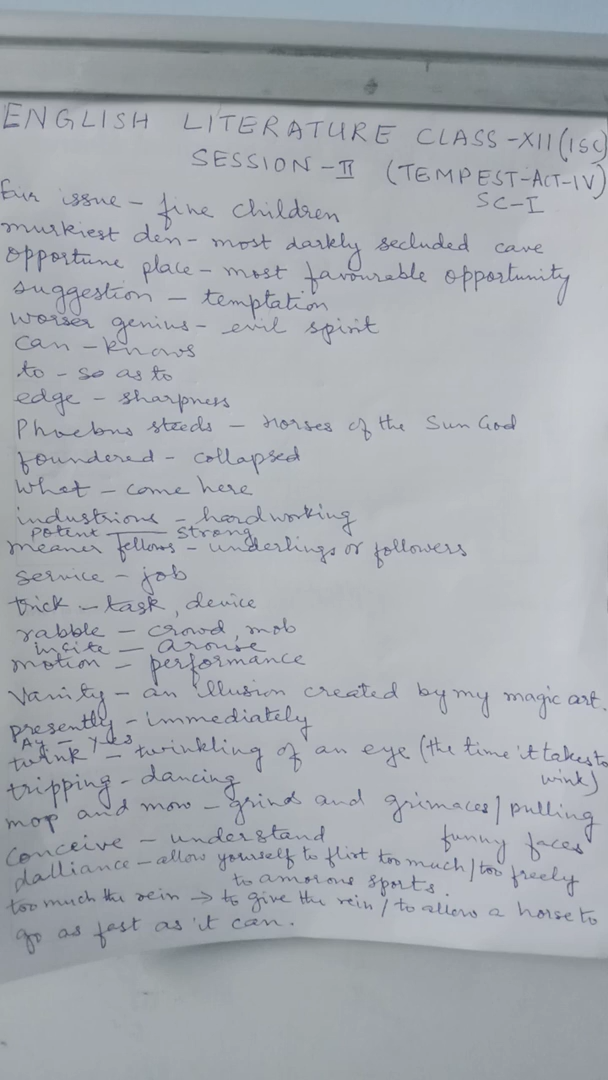 ENGLISH LITERATURE CLASS-XII (ISC)
SESSION-II (TEMPEST-ACT-IV)
SC-I
fair issue - fine children
murkiest den - most darkly secluded cave
opportune place - most favourable opportunity
suggestion - temptation
worser genius - evil spirit
can - knows
to - so as to
edge - sharpness
Phoebus steeds - horses of the Sun God
foundered - collapsed
what - come here
industrious - hardworking
potent — strong
meaner fellows - underlings or followers
service - job
trick - task, device
rabble - crowd, mob
incite - arouse
motion - performance
Vanity - an illusion created by my magic art.
presently - immediately
Ay - Yes
twink - twinkling of an eye (the time it takes to
wink)
tripping - dancing
mop and mow - grins and grimaces/pulling
funny faces
conceive - understand
dalliance - allow yourself to flirt too much/too freely
to amorous sports.
too much the rein → to give the rein/to allow a horse to
go as fast as it can.